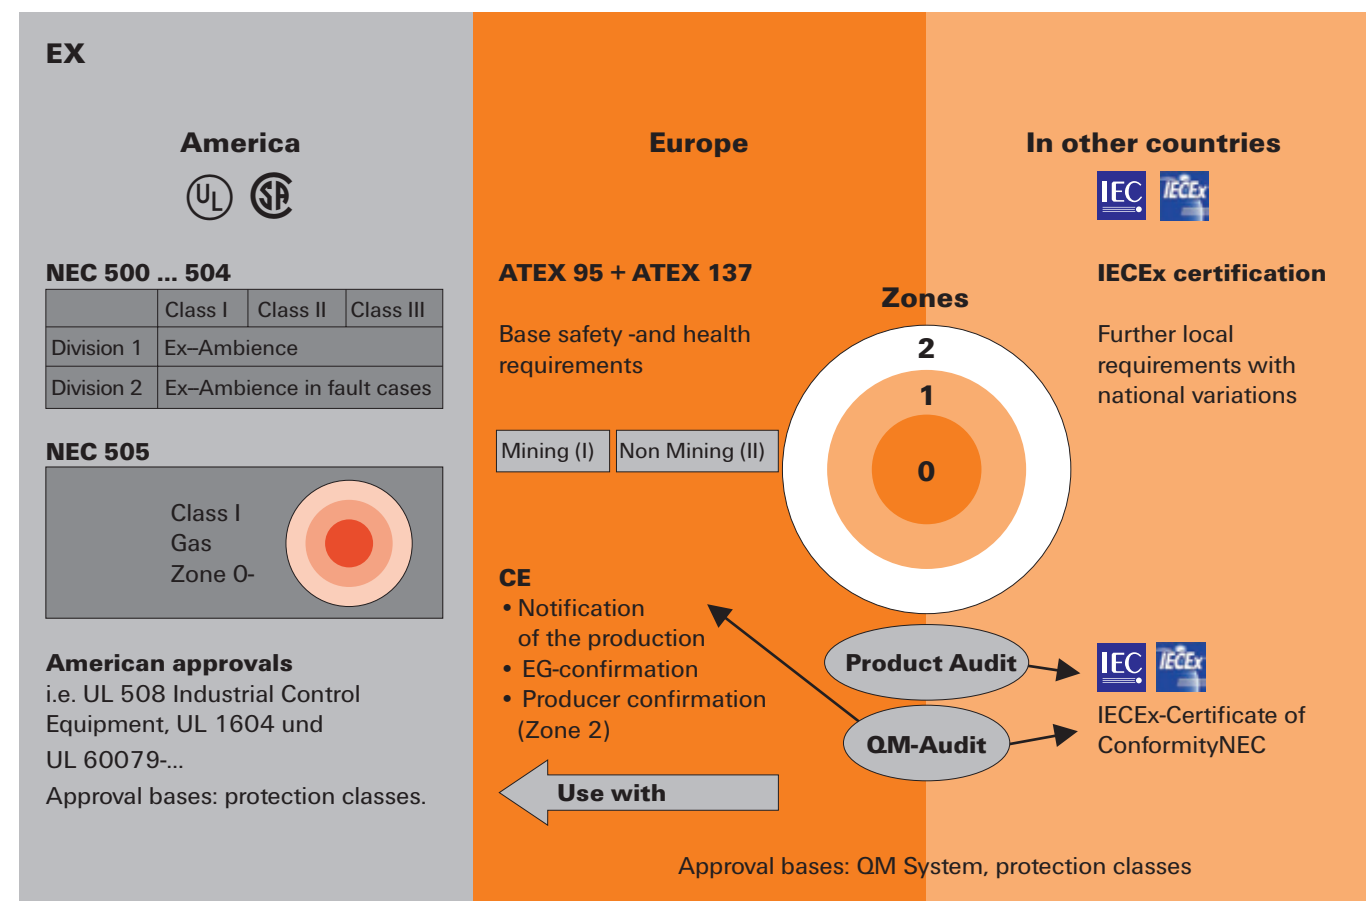 EX
America
UL
SA
NEC 500 ... 504
Class I Class II Class III
Division 1 Ex–Ambience
Division 2 Ex–Ambience in fault cases
NEC 505
Class I
Gas
Zone 0-
American approvals
i.e. UL 508 Industrial Control
Equipment, UL 1604 und
UL 60079-...
Approval bases: protection classes.
Europe
ATEX 95 + ATEX 137
Base safety -and health
requirements
Mining (I) Non Mining (II)
CE
• Notification
of the production
• EG-confirmation
• Producer confirmation
(Zone 2)
Use with
Zones
2
1
0
Product Audit
QM-Audit
In other countries
IEC IECEx
IECEx certification
Further local
requirements with
national variations
IEC IECEx
IECEx-Certificate of
ConformityNEC
Approval bases: QM System, protection classes